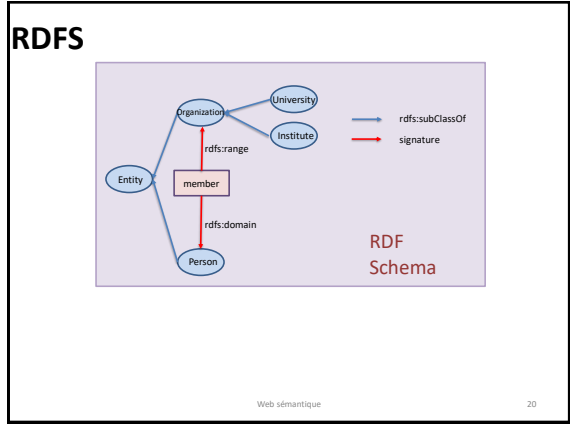 RDFS
University
Organization
rdfs:subClassOf
Institute
signature
rdfs:range
Entity
member
rdfs:domain
RDF
Schema
Person
Web sémantique
20